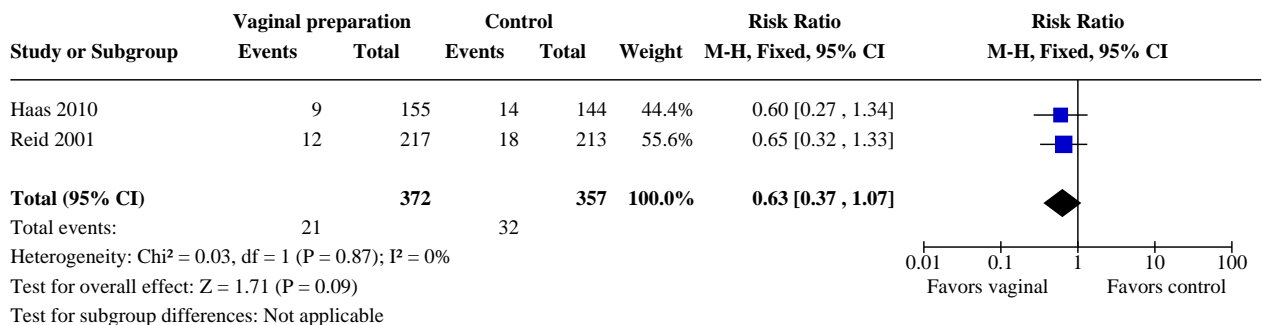 Vaginal preparation Control Risk Ratio Risk Ratio
Study or Subgroup Events Total Events Total Weight M-H, Fixed, 95% CI M-H, Fixed, 95% CI
Haas 2010 9 155 14 144 44.4% 0.60 [0.27 , 1.34]
Reid 2001 12 217 18 213 55.6% 0.65 [0.32 , 1.33]
Total (95% CI) 372 357 100.0% 0.63 [0.37 , 1.07]
Total events: 21 32
Heterogeneity: Chi² = 0.03, df = 1 (P = 0.87); I² = 0%
0.01 0.1 1 10 100
Test for overall effect: Z = 1.71 (P = 0.09)
Favors vaginal Favors control
Test for subgroup differences: Not applicable